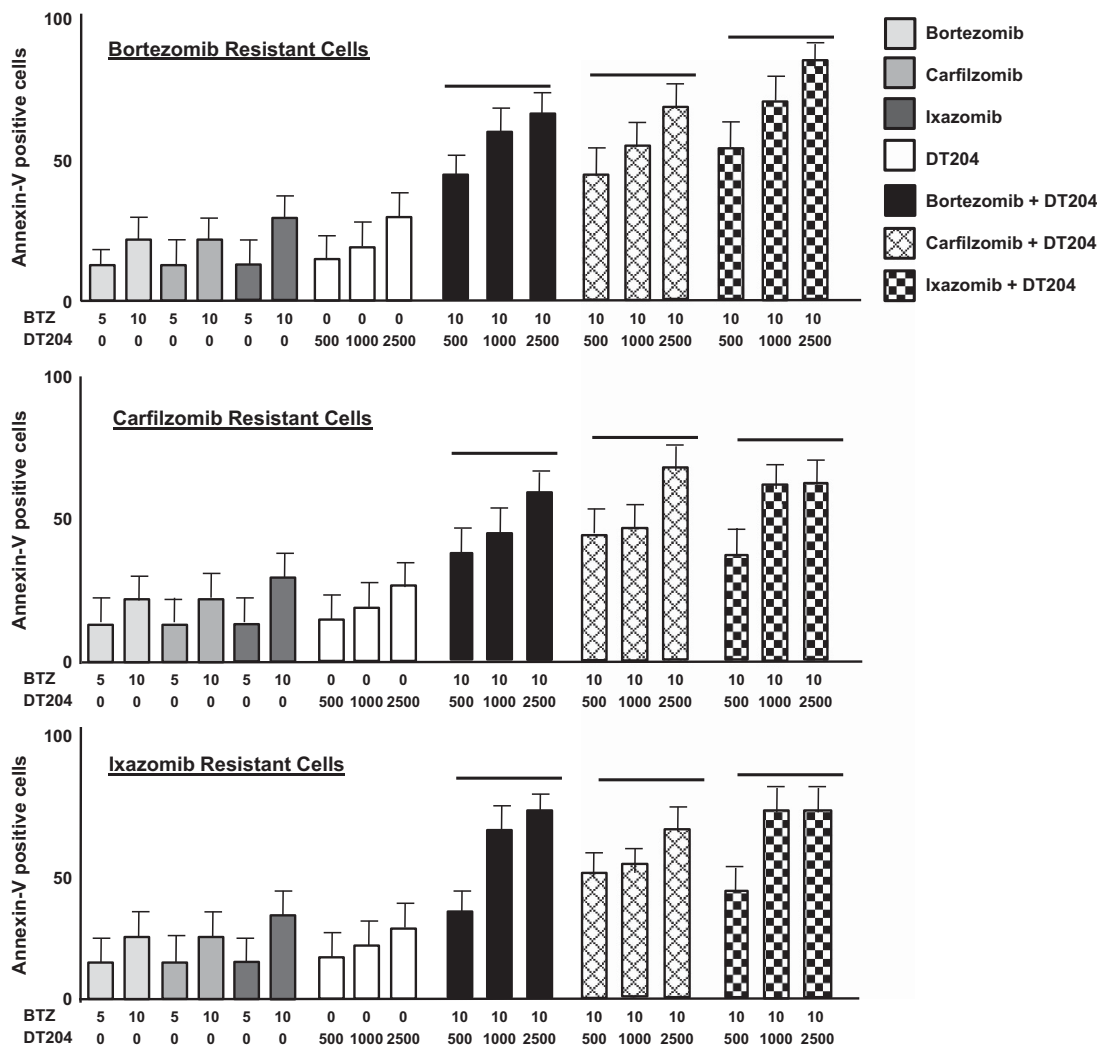 100
Bortezomib Resistant Cells
Annexin-V positive cells
50
0
BTZ 5 10 5 10 5 10 0 0 0 10 10 10 10 10 10 10 10 10
DT204 0 0 0 0 0 0 500 1000 2500 500 1000 2500 500 1000 2500 500 1000 2500
Bortezomib
Carfilzomib
Ixazomib
DT204
Bortezomib + DT204
Carfilzomib + DT204
Ixazomib + DT204
100
Carfilzomib Resistant Cells
Annexin-V positive cells
50
0
BTZ 5 10 5 10 5 10 0 0 0 10 10 10 10 10 10 10 10 10
DT204 0 0 0 0 0 0 500 1000 2500 500 1000 2500 500 1000 2500 500 1000 2500
100
Ixazomib Resistant Cells
Annexin-V positive cells
50
0
BTZ 5 10 5 10 5 10 0 0 0 10 10 10 10 10 10 10 10 10
DT204 0 0 0 0 0 0 500 1000 2500 500 1000 2500 500 1000 2500 500 1000 2500